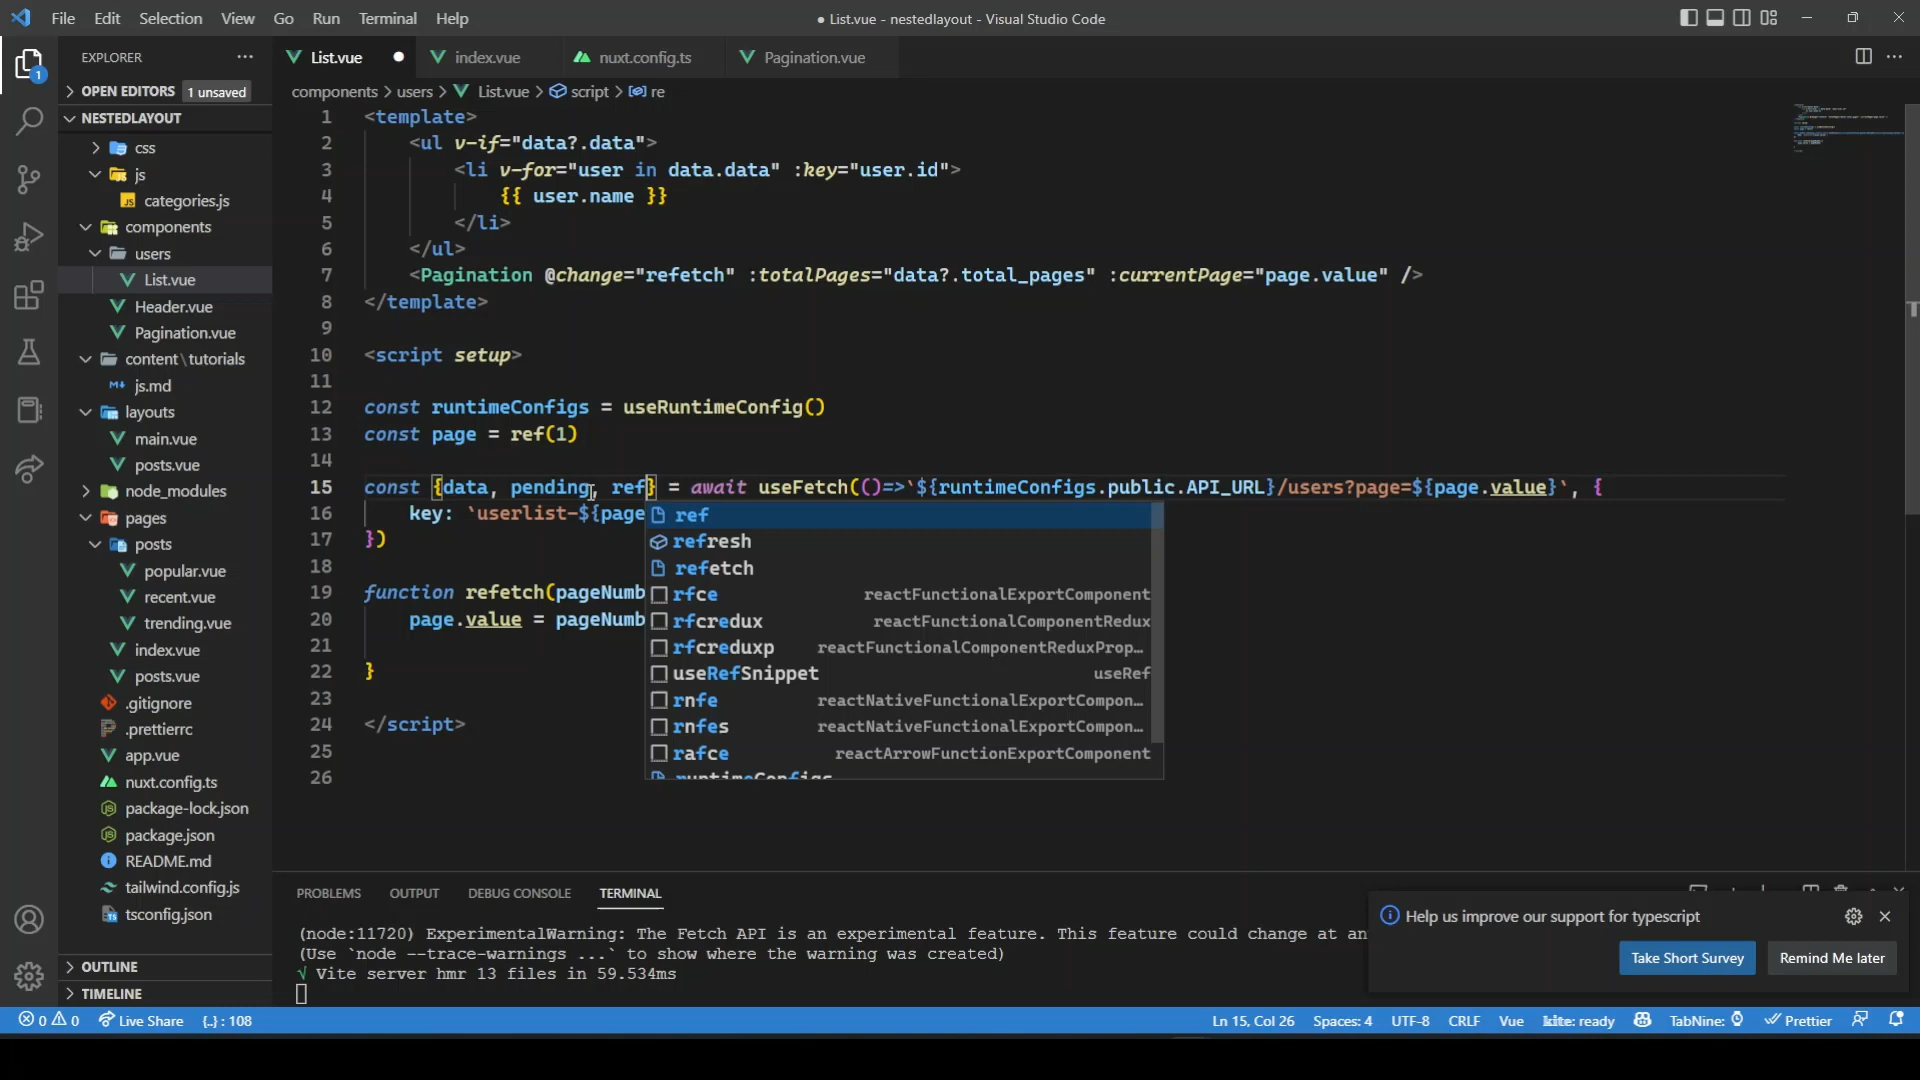 File Edit Selection View Go Run Terminal Help
● List.vue - nestedlayout - Visual Studio Code
EXPLORER
OPEN EDITORS 1 unsaved
NESTEDLAYOUT
css
js
categories.js
components
users
List.vue
Header.vue
Pagination.vue
content\tutorials
js.md
layouts
main.vue
posts.vue
node_modules
pages
posts
popular.vue
recent.vue
trending.vue
index.vue
posts.vue
.gitignore
.prettierrc
app.vue
nuxt.config.ts
package-lock.json
package.json
README.md
tailwind.config.js
tsconfig.json
OUTLINE
TIMELINE
List.vue index.vue nuxt.config.ts Pagination.vue
components > users > List.vue > script > re
1 <template>
2 <ul v-if="data?.data">
3 <li v-for="user in data.data" :key="user.id">
4 {{ user.name }}
5 </li>
6 </ul>
7 <Pagination @change="refetch" :totalPages="data?.total_pages" :currentPage="page.value" />
8 </template>
9
10 <script setup>
11
12 const runtimeConfigs = useRuntimeConfig()
13 const page = ref(1)
14
15 const {data, pending, ref} = await useFetch(()=>`${runtimeConfigs.public.API_URL}/users?page=${page.value}`, {
16 key: `userlist-${page
17 })
18
19 function refetch(pageNumb
20 page.value = pageNumb
21
22 }
23
24 </script>
25
26
ref
refresh
refetch
rfce reactFunctionalExportComponent
rfcredux reactFunctionalComponentRedux
rfcreduxp reactFunctionalComponentReduxProp…
useRefSnippet useRef
rnfe reactNativeFunctionalExportCompon…
rnfes reactNativeFunctionalExportCompon…
rafce reactArrowFunctionExportComponent
runtimeConfigs
PROBLEMS OUTPUT DEBUG CONSOLE TERMINAL
(node:11720) ExperimentalWarning: The Fetch API is an experimental feature. This feature could change at an
(Use `node --trace-warnings ...` to show where the warning was created)
√ Vite server hmr 13 files in 59.534ms
Help us improve our support for typescript
Take Short Survey Remind Me later
0 0 Live Share {..} : 108
Ln 15, Col 26 Spaces: 4 UTF-8 CRLF Vue kite: ready TabNine: Prettier
1